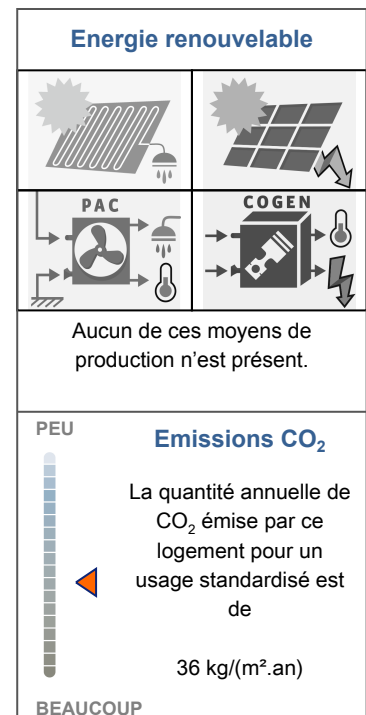 Energie renouvelable
PAC
COGEN
Aucun de ces moyens de
production n'est présent.
PEU
Emissions CO₂
La quantité annuelle de
CO₂ émise par ce
logement pour un
usage standardisé est
de
36 kg/(m².an)
BEAUCOUP